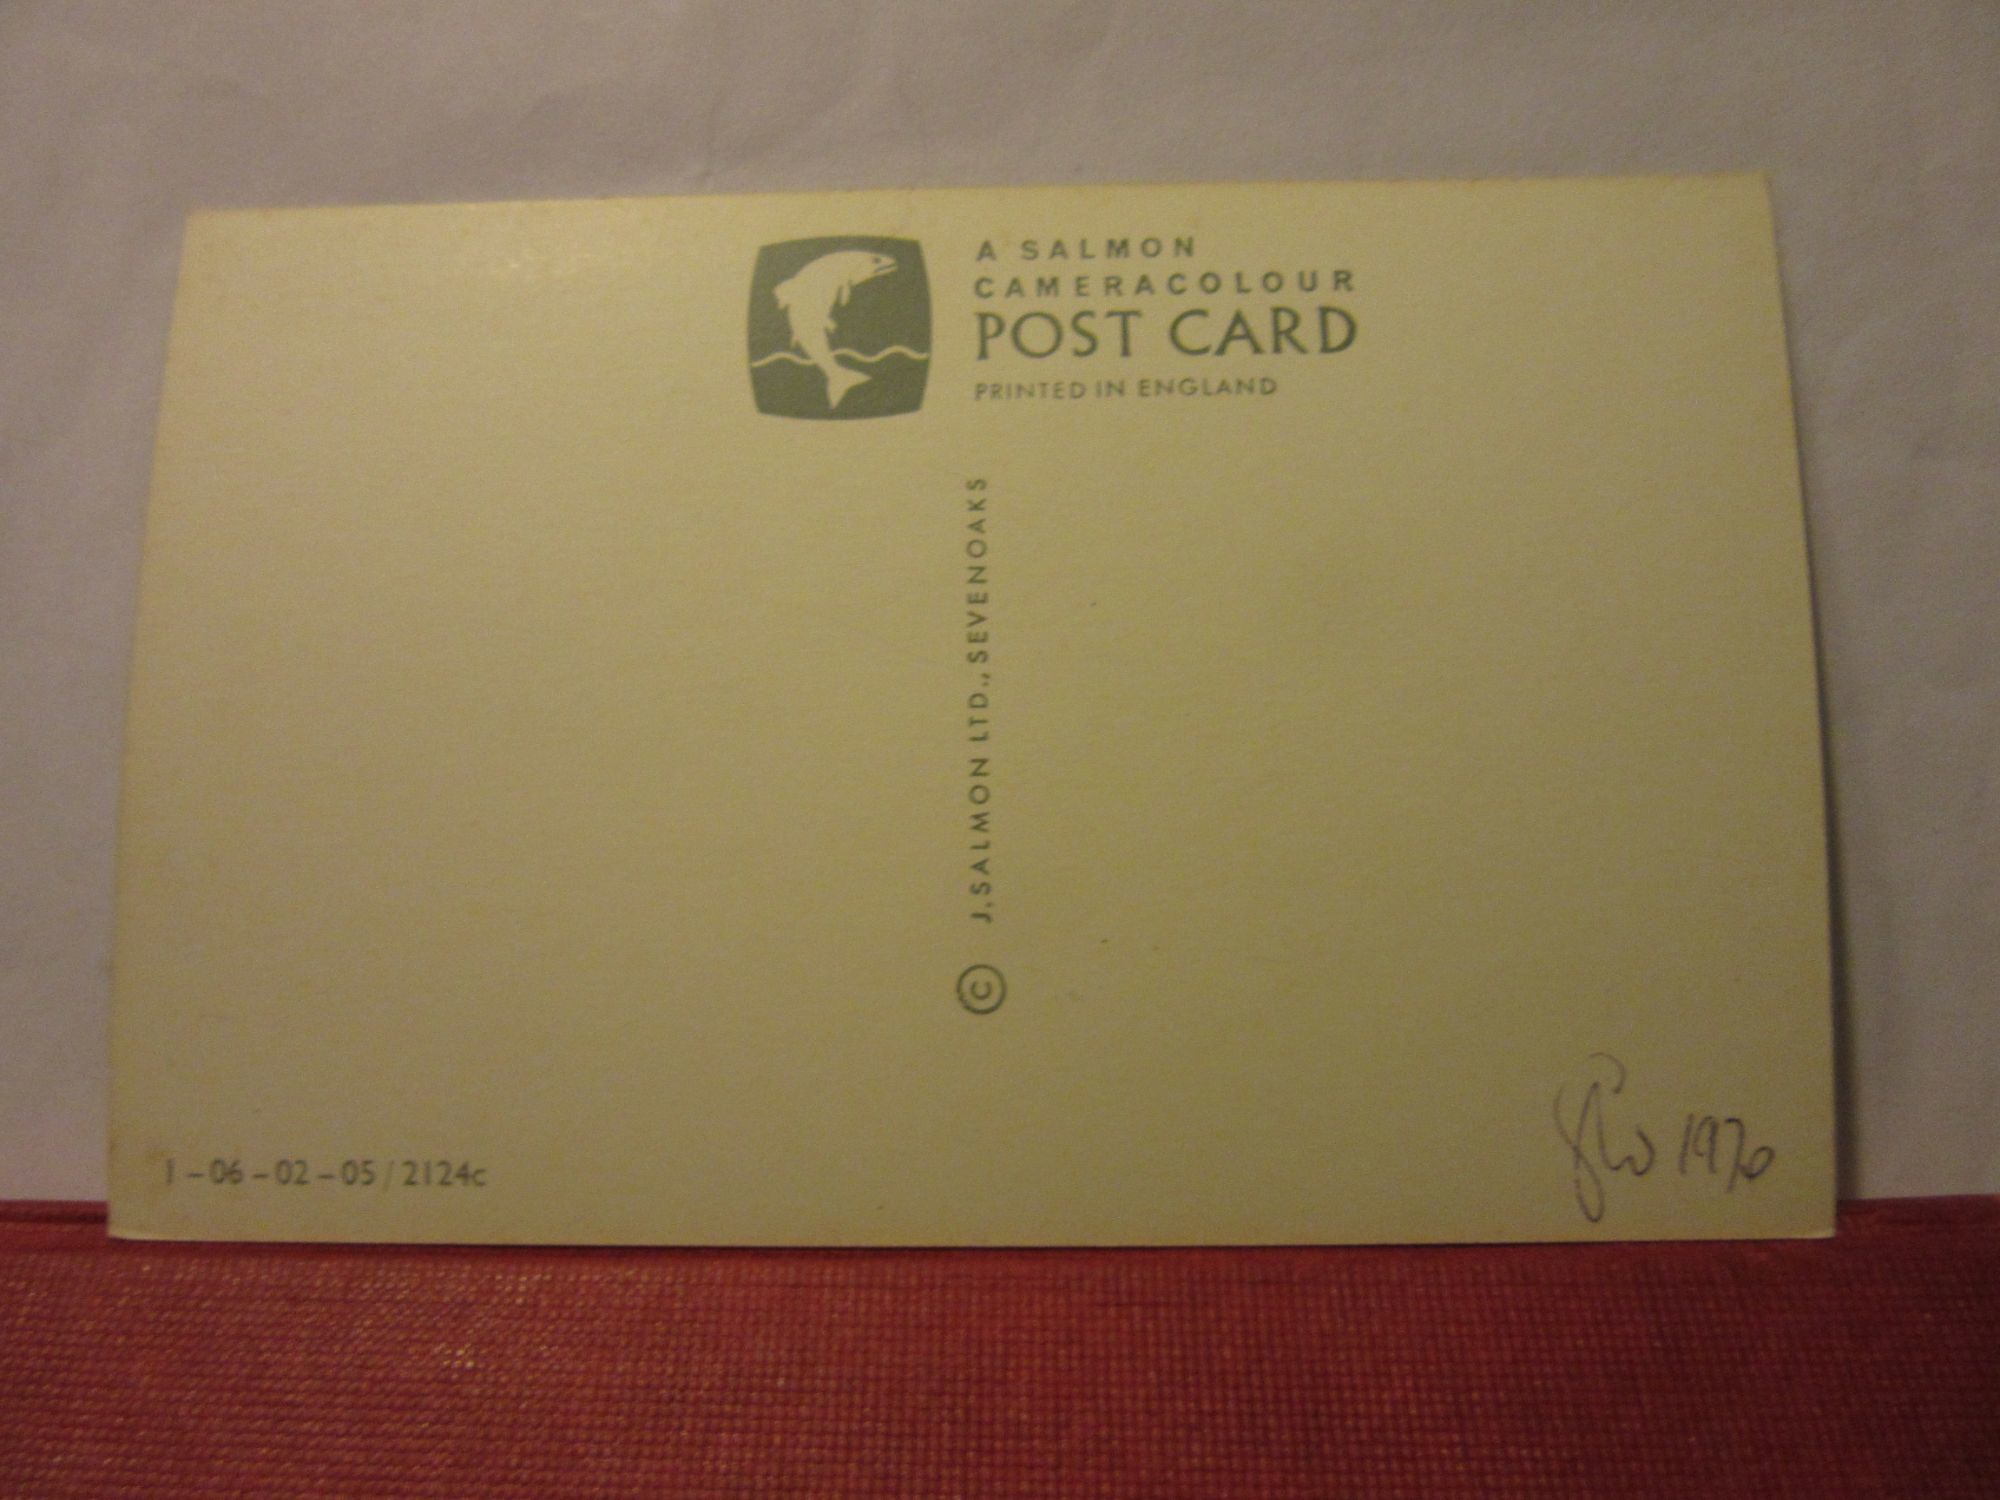 A SALMON
CAMERACOLOUR
POST CARD
PRINTED IN ENGLAND
© J. SALMON LTD., SEVENOAKS
1-06-02-05/2124c
1970